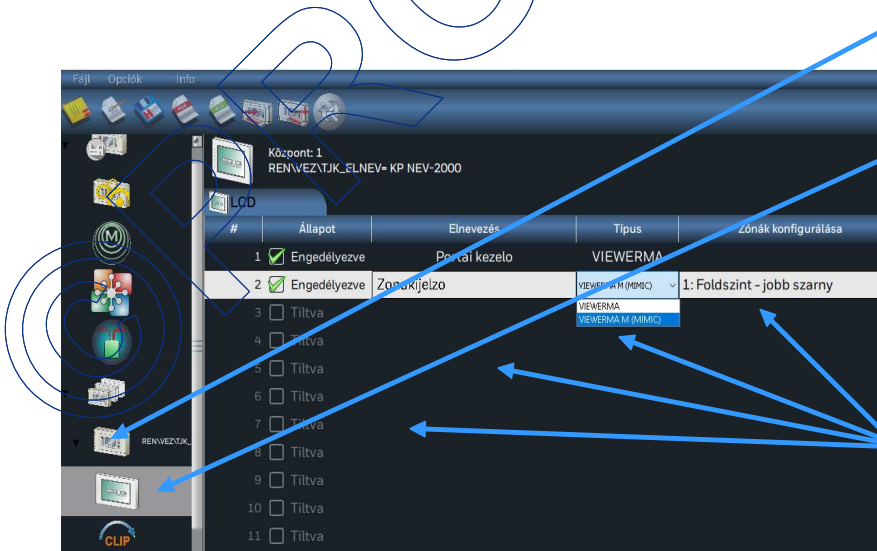 Fájl Opciók Info
Központ: 1
REN\VEZ\TJK_ELNEV= KP NEV-2000
LCD
# Állapot Elnevezés Típus Zónák konfigurálása
1 Engedélyezve Portai kezelo VIEWERMA
2 Engedélyezve Zonakijelzo VIEWERMA M (MIMIC) 1: Foldszint - jobb szarny
VIEWERMA
VIEWERMA M (MIMIC)
3 Tiltva
4 Tiltva
5 Tiltva
6 Tiltva
7 Tiltva
8 Tiltva
9 Tiltva
10 Tiltva
11 Tiltva
REN\VEZ\TJK_
CLIP